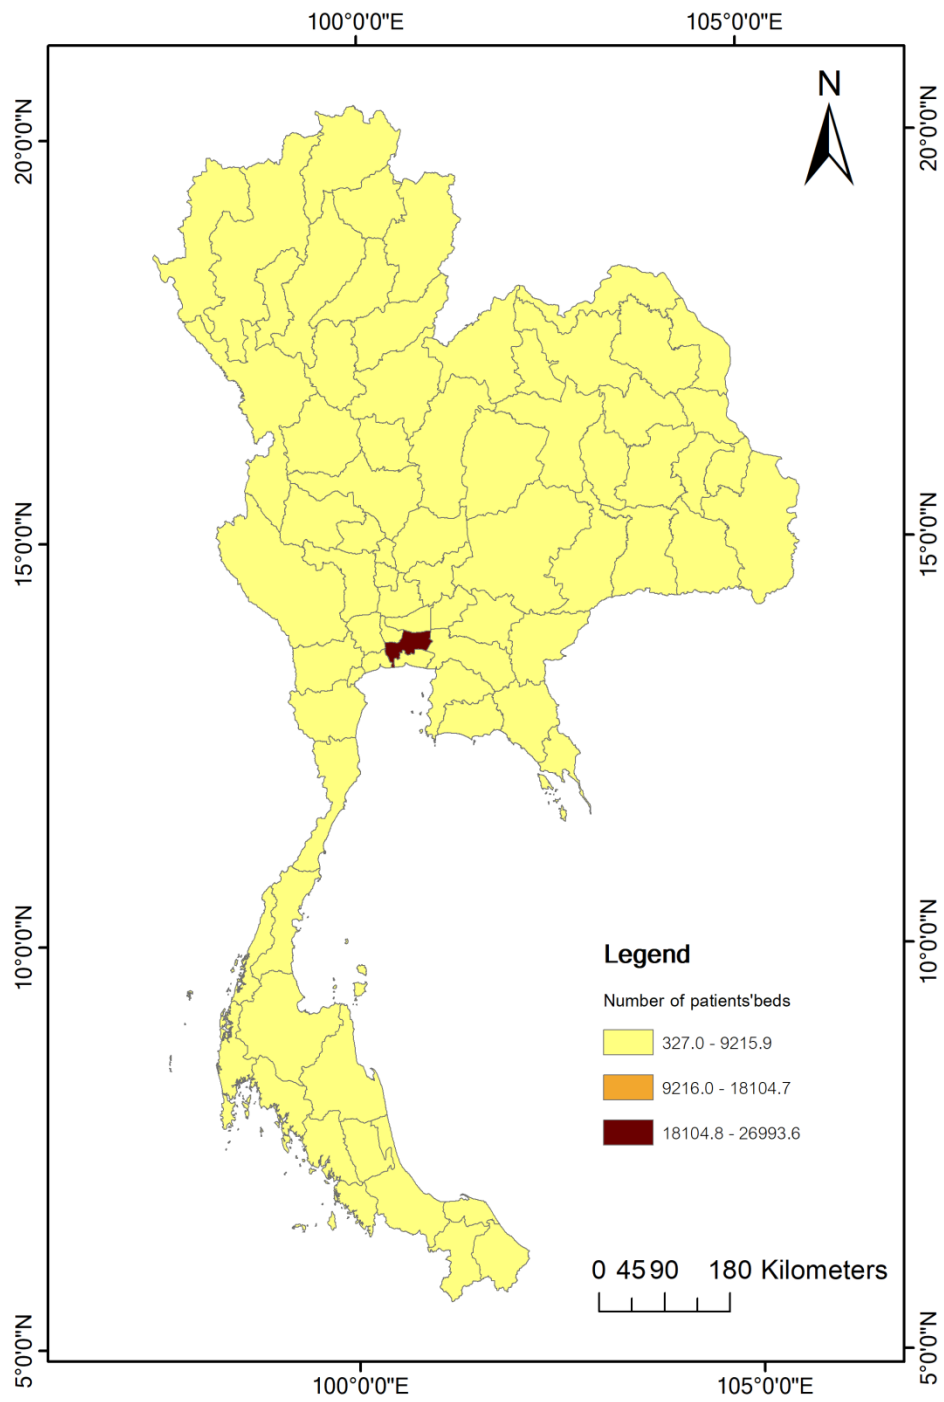 100°0'0"E 105°0'0"E
N
20°0'0"N 20°0'0"N
15°0'0"N 15°0'0"N
10°0'0"N 10°0'0"N
Legend
Number of patients'beds
327.0 - 9215.9
9216.0 - 18104.7
18104.8 - 26993.6
0 45 90 180 Kilometers
5°0'0"N 5°0'0"N
100°0'0"E 105°0'0"E